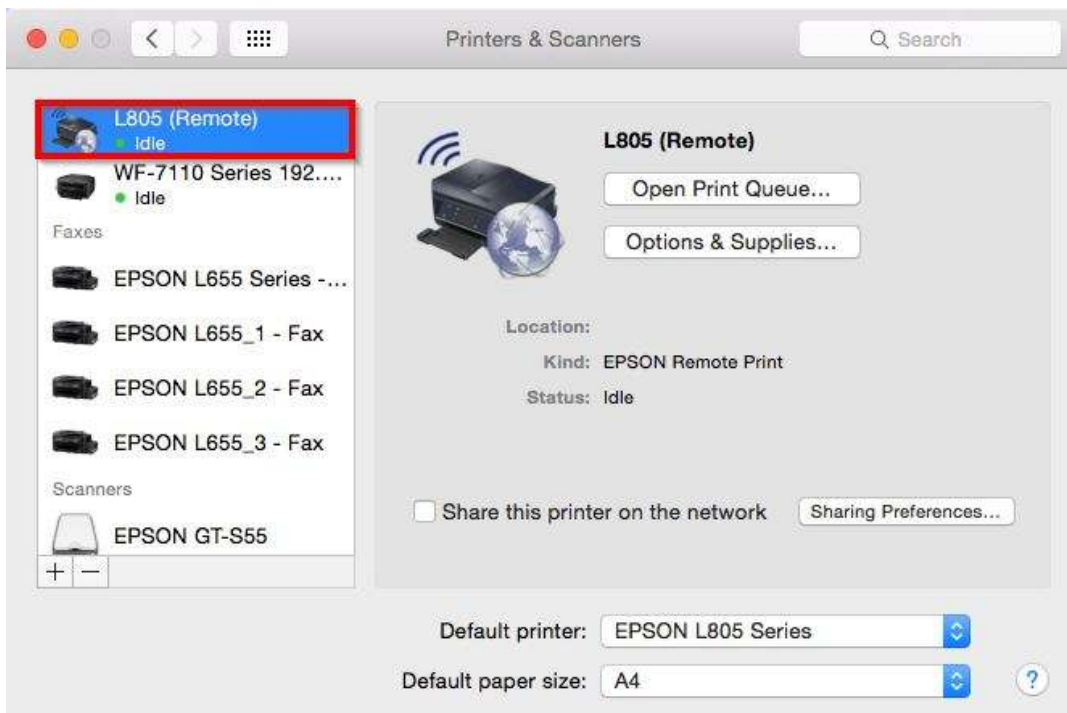 Printers & Scanners
Search
L805 (Remote)
Idle
WF-7110 Series 192....
Idle
Faxes
EPSON L655 Series -...
EPSON L655_1 - Fax
EPSON L655_2 - Fax
EPSON L655_3 - Fax
Scanners
EPSON GT-S55
+ −
L805 (Remote)
Open Print Queue...
Options & Supplies...
Location:
Kind: EPSON Remote Print
Status: Idle
Share this printer on the network Sharing Preferences...
Default printer: EPSON L805 Series
Default paper size: A4
?